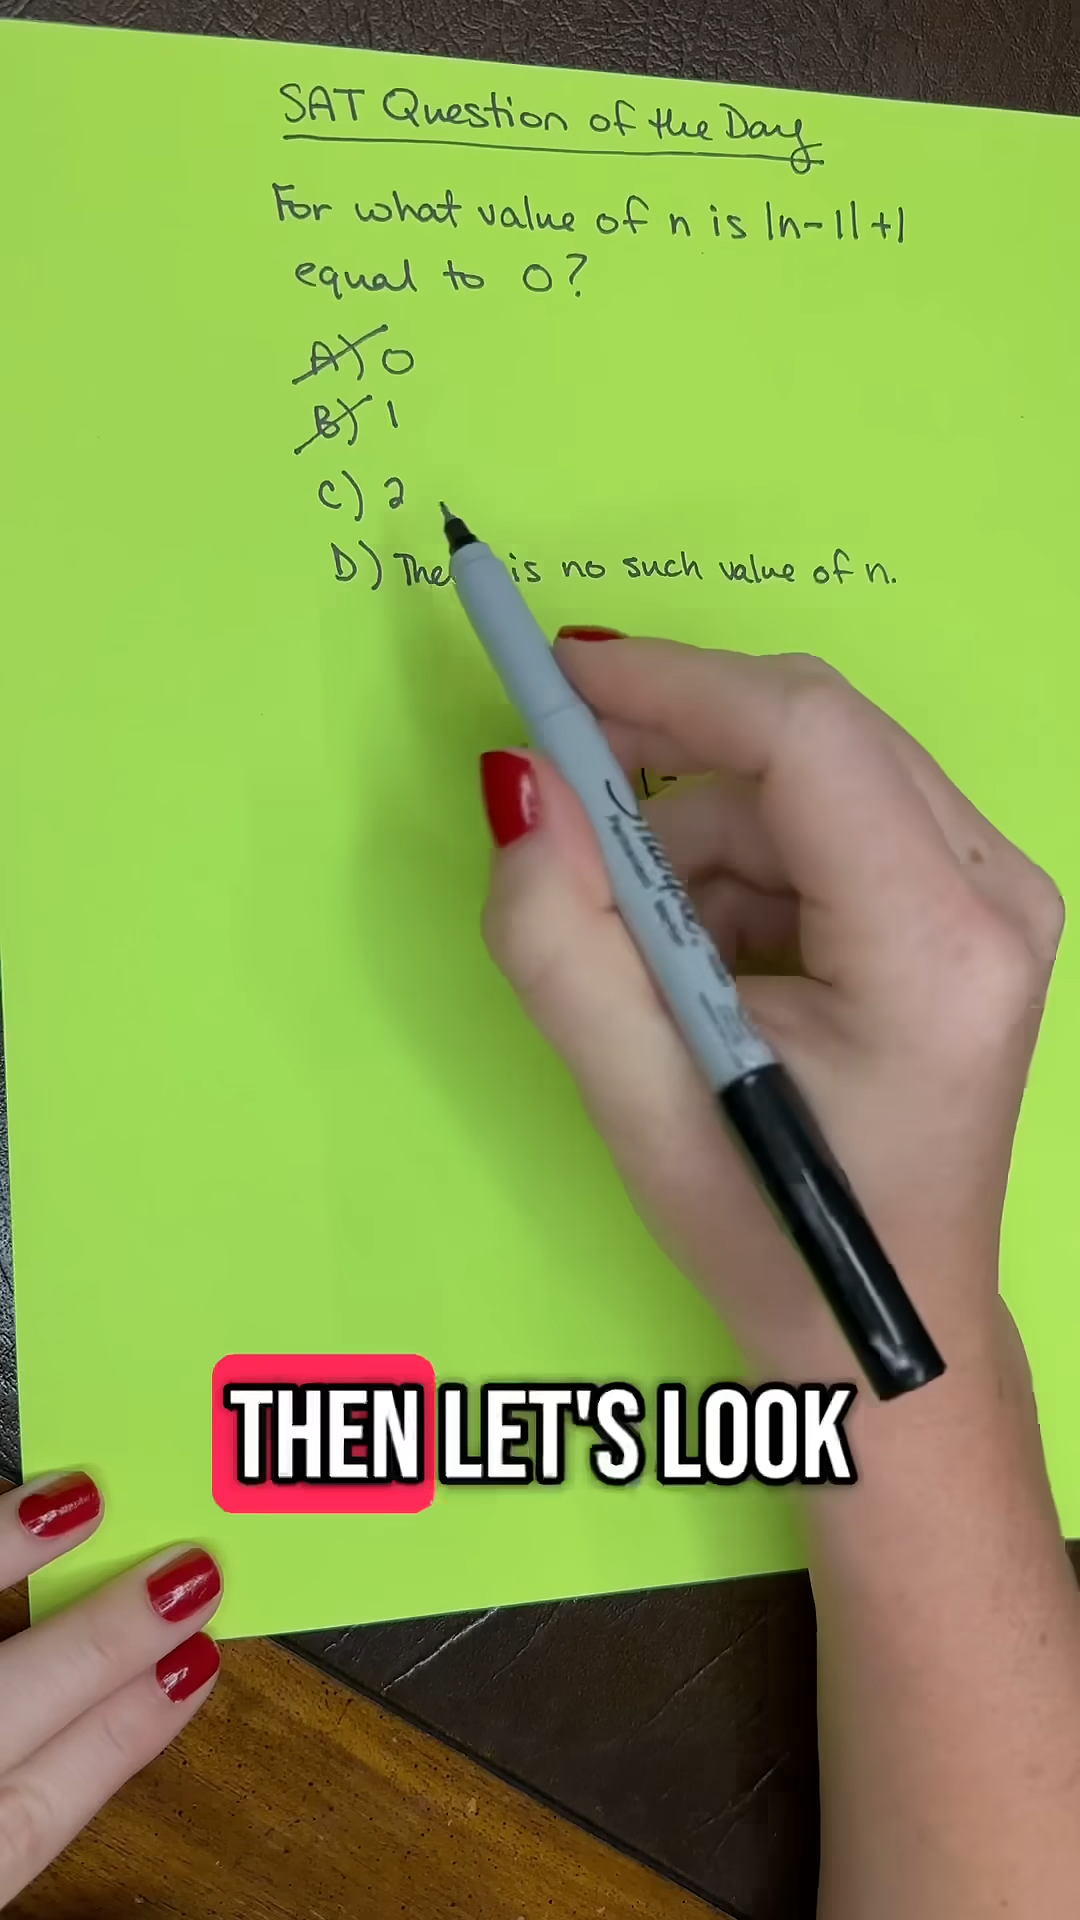 SAT Question of the Day
For what value of n is |n-1|+1
equal to 0?
A) 0
B) 1
C) 2
D) The is no such value of n.
Sharpie
THEN LET'S LOOK